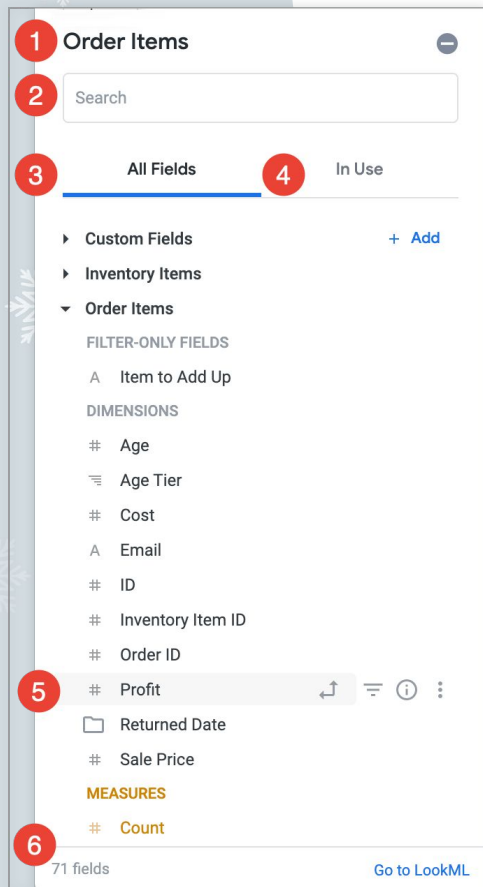 1 Order Items
2 Search
3 All Fields 4 In Use
Custom Fields + Add
Inventory Items
Order Items
FILTER-ONLY FIELDS
A Item to Add Up
DIMENSIONS
# Age
Age Tier
# Cost
A Email
# ID
# Inventory Item ID
# Order ID
5 # Profit
Returned Date
# Sale Price
MEASURES
# Count
6
71 fields Go to LookML